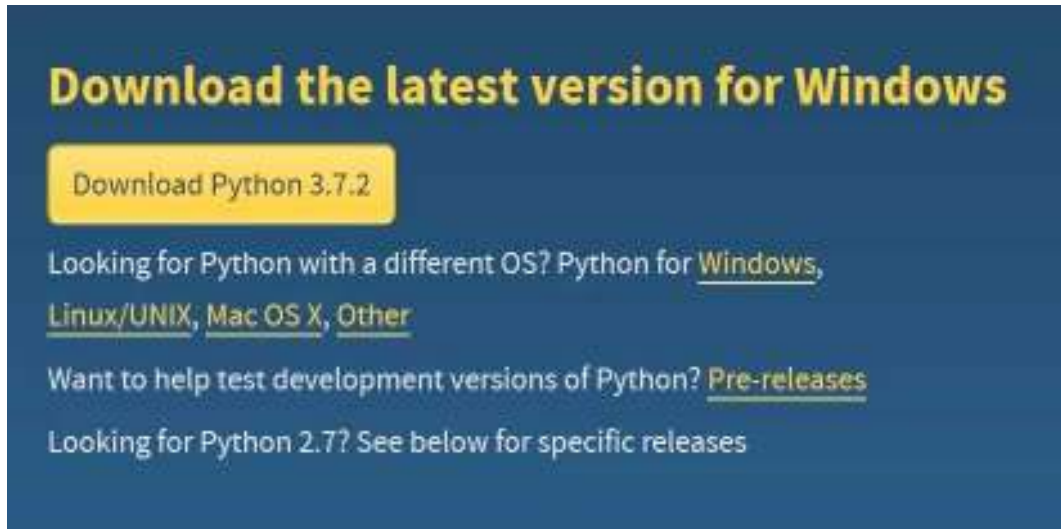 Download the latest version for Windows
Download Python 3.7.2
Looking for Python with a different OS? Python for Windows,
Linux/UNIX, Mac OS X, Other
Want to help test development versions of Python? Pre-releases
Looking for Python 2.7? See below for specific releases